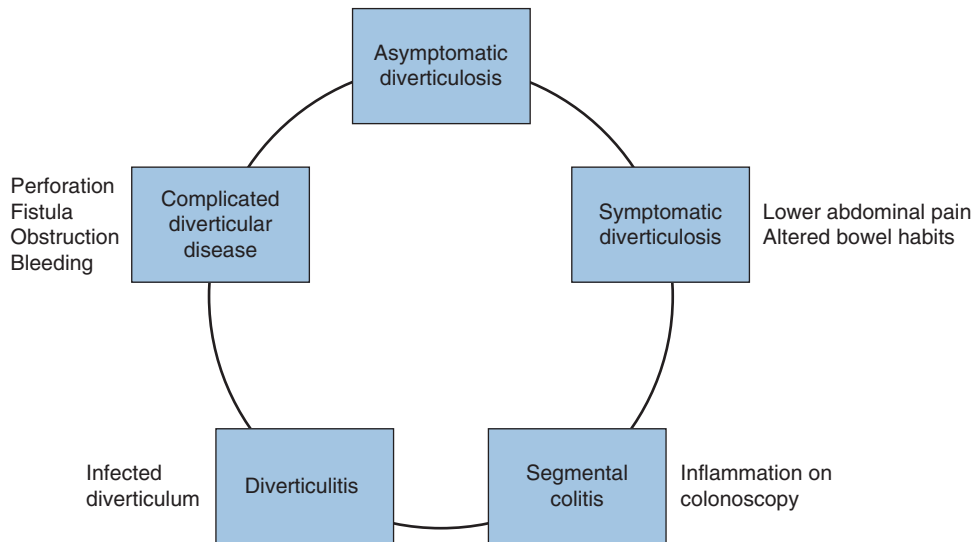 Asymptomatic
diverticulosis
Perforation
Fistula
Obstruction
Bleeding
Complicated
diverticular
disease
Symptomatic
diverticulosis
Lower abdominal pain
Altered bowel habits
Infected
diverticulum
Diverticulitis
Segmental
colitis
Inflammation on
colonoscopy